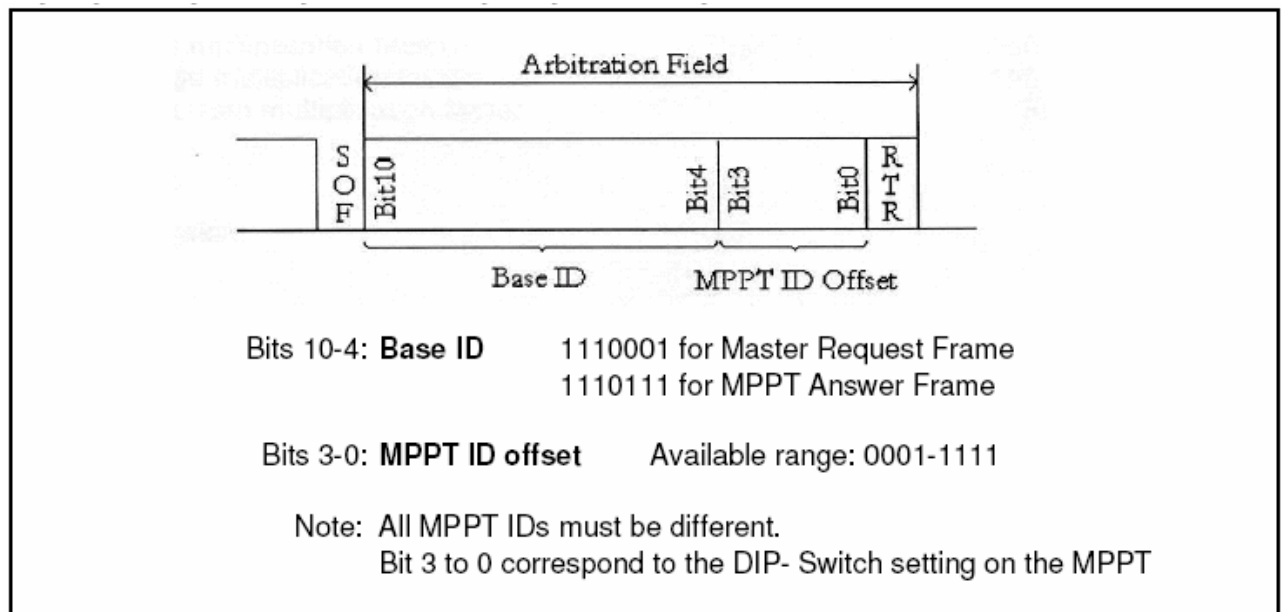 Arbitration Field
SOF
Bit10
Bit4
Bit3
Bit0
RTR
Base ID
MPPT ID Offset
Bits 10-4: Base ID 1110001 for Master Request Frame
1110111 for MPPT Answer Frame
Bits 3-0: MPPT ID offset Available range: 0001-1111
Note: All MPPT IDs must be different.
Bit 3 to 0 correspond to the DIP- Switch setting on the MPPT